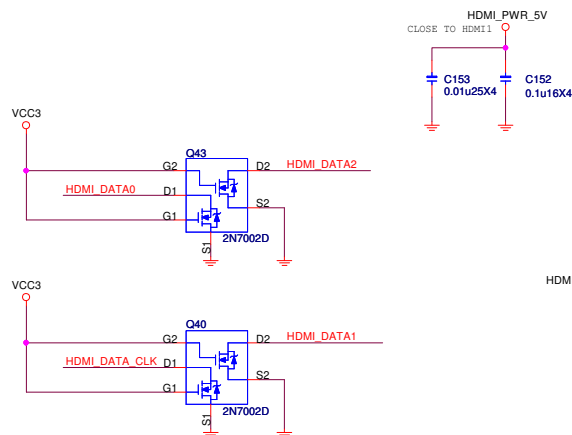 HDMI_PWR_5V
CLOSE TO HDMI1
C153
0.01u25X4
C152
0.1u16X4
VCC3
Q43
G2
D2
HDMI_DATA2
HDMI_DATA0
D1
S2
G1
S1
2N7002D
VCC3
HDM
Q40
G2
D2
HDMI_DATA1
HDMI_DATA_CLK
D1
S2
G1
S1
2N7002D